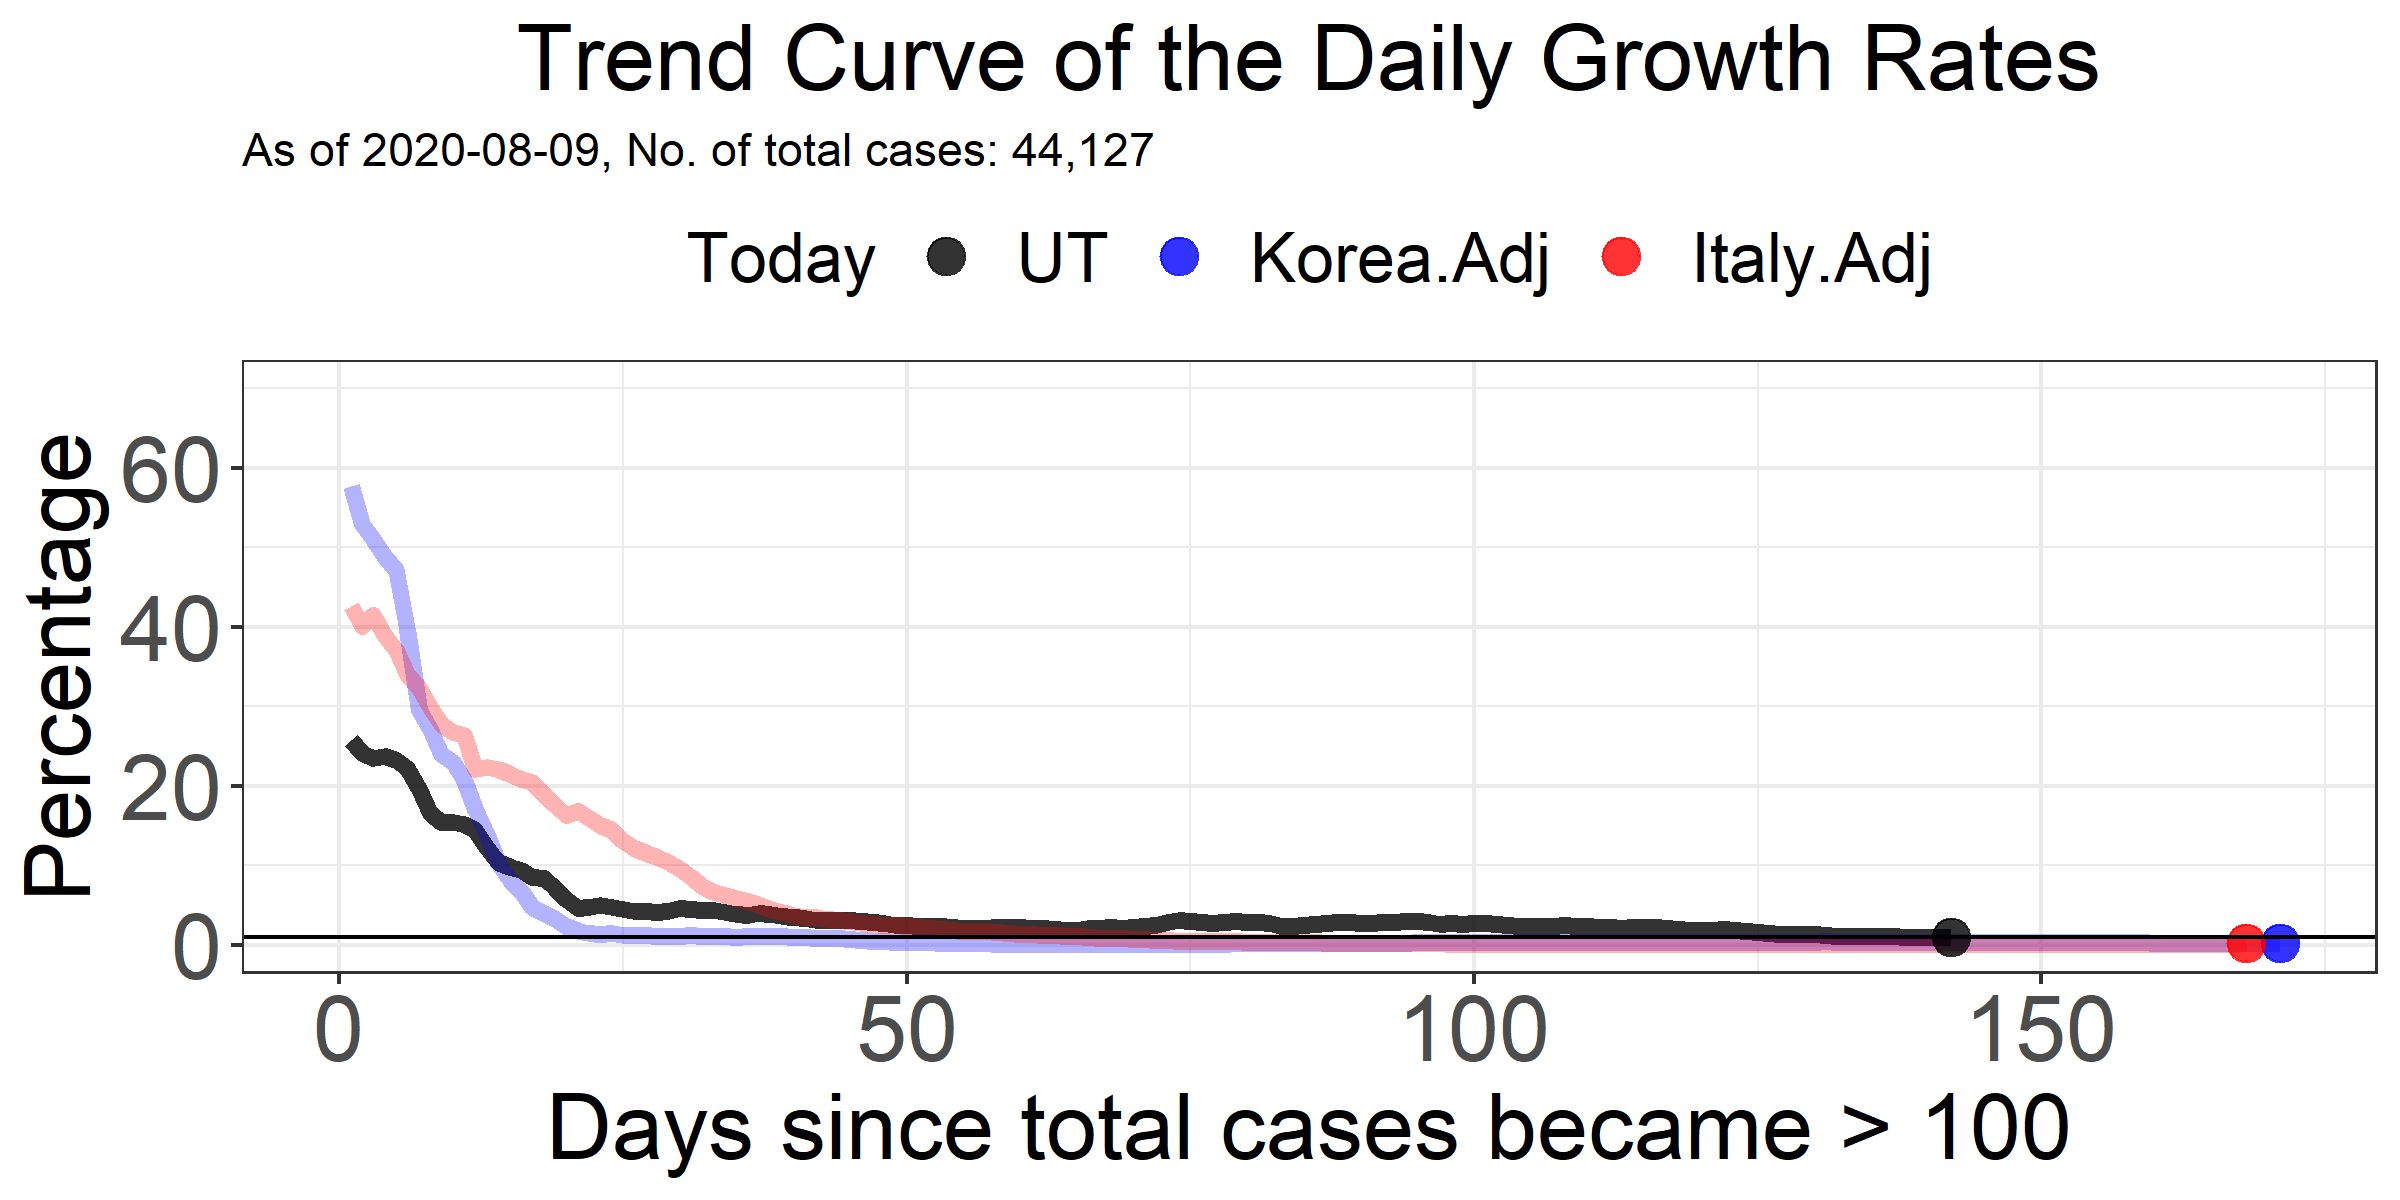 Trend Curve of the Daily Growth Rates
As of 2020-08-09, No. of total cases: 44,127
Today UT Korea.Adj Italy.Adj
Percentage
60
40
20
0
0 50 100 150
Days since total cases became > 100